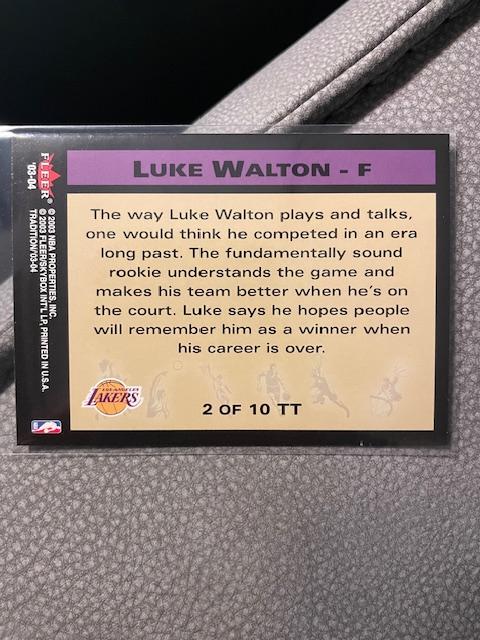 LUKE WALTON - F
The way Luke Walton plays and talks,
one would think he competed in an era
long past. The fundamentally sound
rookie understands the game and
makes his team better when he's on
the court. Luke says he hopes people
will remember him as a winner when
his career is over.
LOS ANGELES
LAKERS
2 OF 10 TT
FLEER
'03-04
© 2003 NBA PROPERTIES, INC.
© 2003 FLEER/SKYBOX INT'L LP, PRINTED IN U.S.A.
TRADITION/'03-04